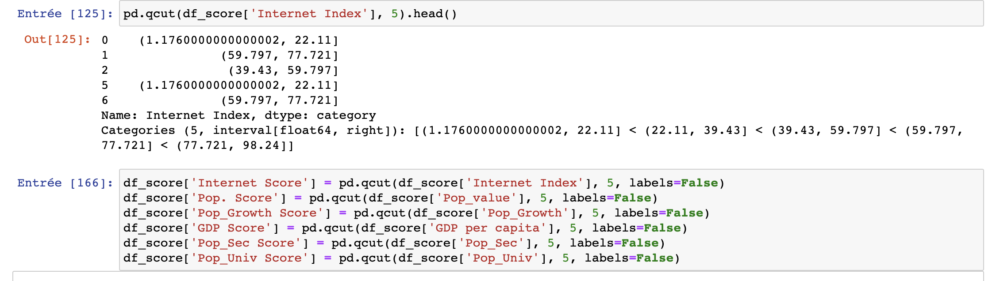 Entrée [125]: pd.qcut(df_score['Internet Index'], 5).head()
Out[125]: 0    (1.1760000000000002, 22.11]
1               (59.797, 77.721]
2                (39.43, 59.797]
5    (1.1760000000000002, 22.11]
6               (59.797, 77.721]
Name: Internet Index, dtype: category
Categories (5, interval[float64, right]): [(1.1760000000000002, 22.11] < (22.11, 39.43] < (39.43, 59.797] < (59.797,
77.721] < (77.721, 98.24]]
Entrée [166]: df_score['Internet Score'] = pd.qcut(df_score['Internet Index'], 5, labels=False)
df_score['Pop. Score'] = pd.qcut(df_score['Pop_value'], 5, labels=False)
df_score['Pop_Growth Score'] = pd.qcut(df_score['Pop_Growth'], 5, labels=False)
df_score['GDP Score'] = pd.qcut(df_score['GDP per capita'], 5, labels=False)
df_score['Pop_Sec Score'] = pd.qcut(df_score['Pop_Sec'], 5, labels=False)
df_score['Pop_Univ Score'] = pd.qcut(df_score['Pop_Univ'], 5, labels=False)